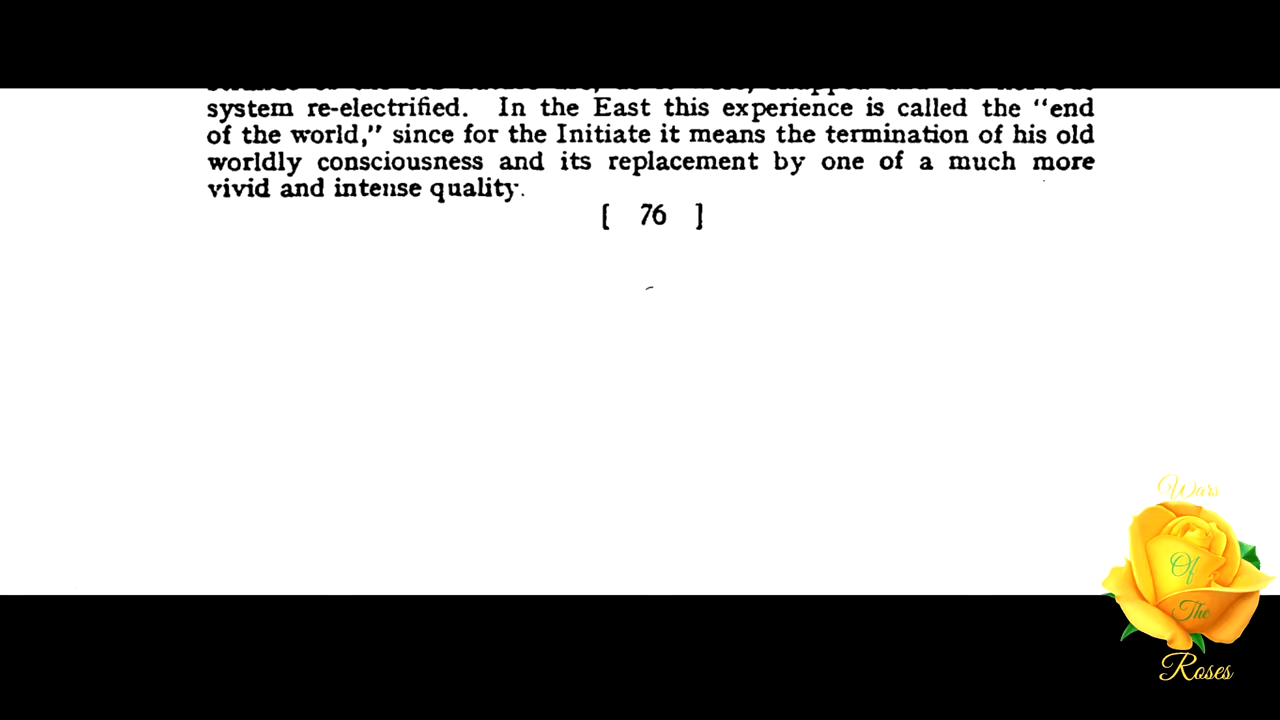 system re-electrified. In the East this experience is called the “end
of the world,” since for the Initiate it means the termination of his old
worldly consciousness and its replacement by one of a much more
vivid and intense quality.
[ 76 ]
Wars
Of
The
Roses